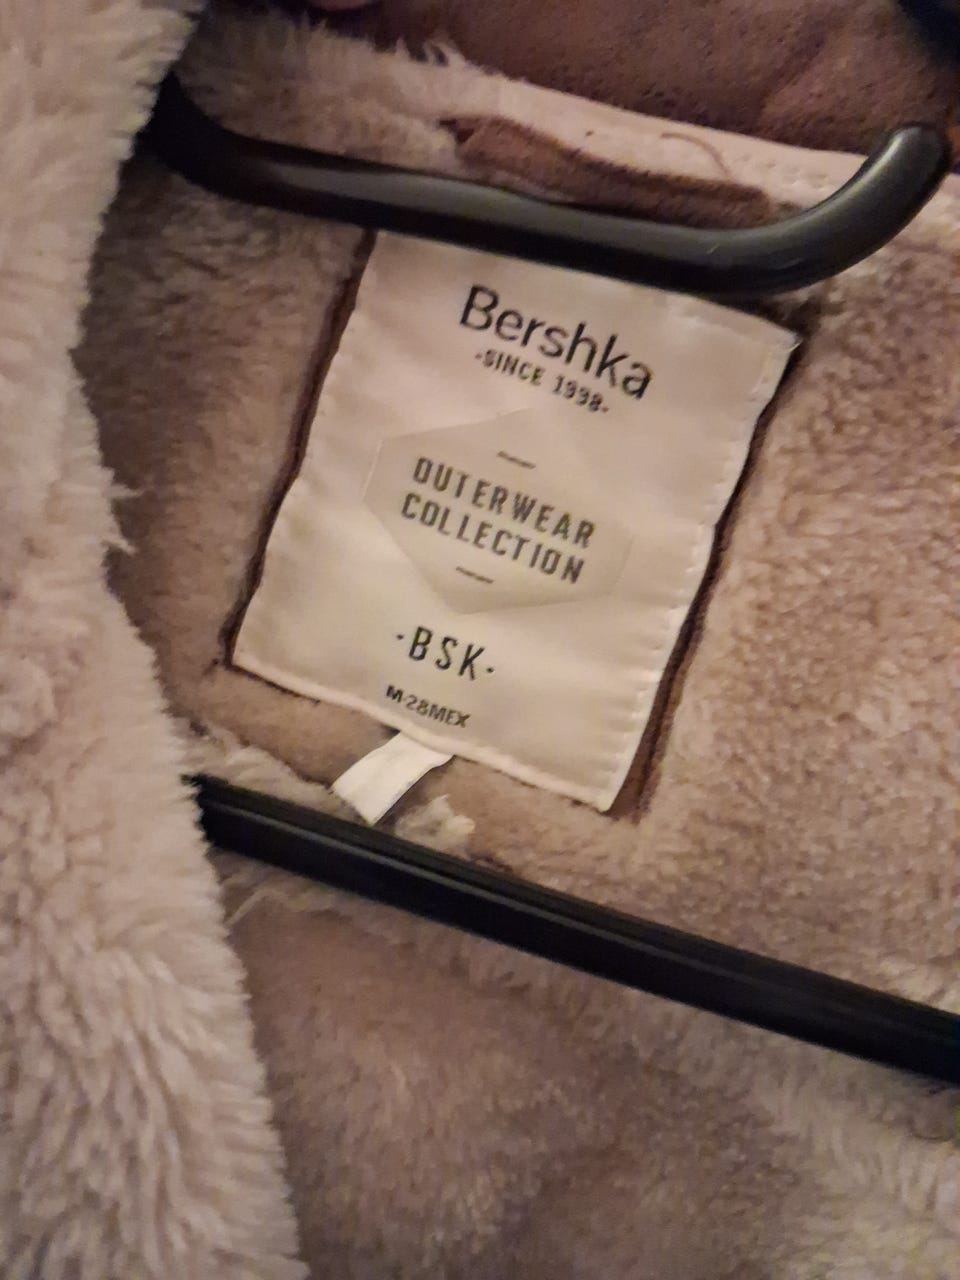 Bershka
-SINCE 1998-
OUTERWEAR
COLLECTION
·BSK·
M-28MEX